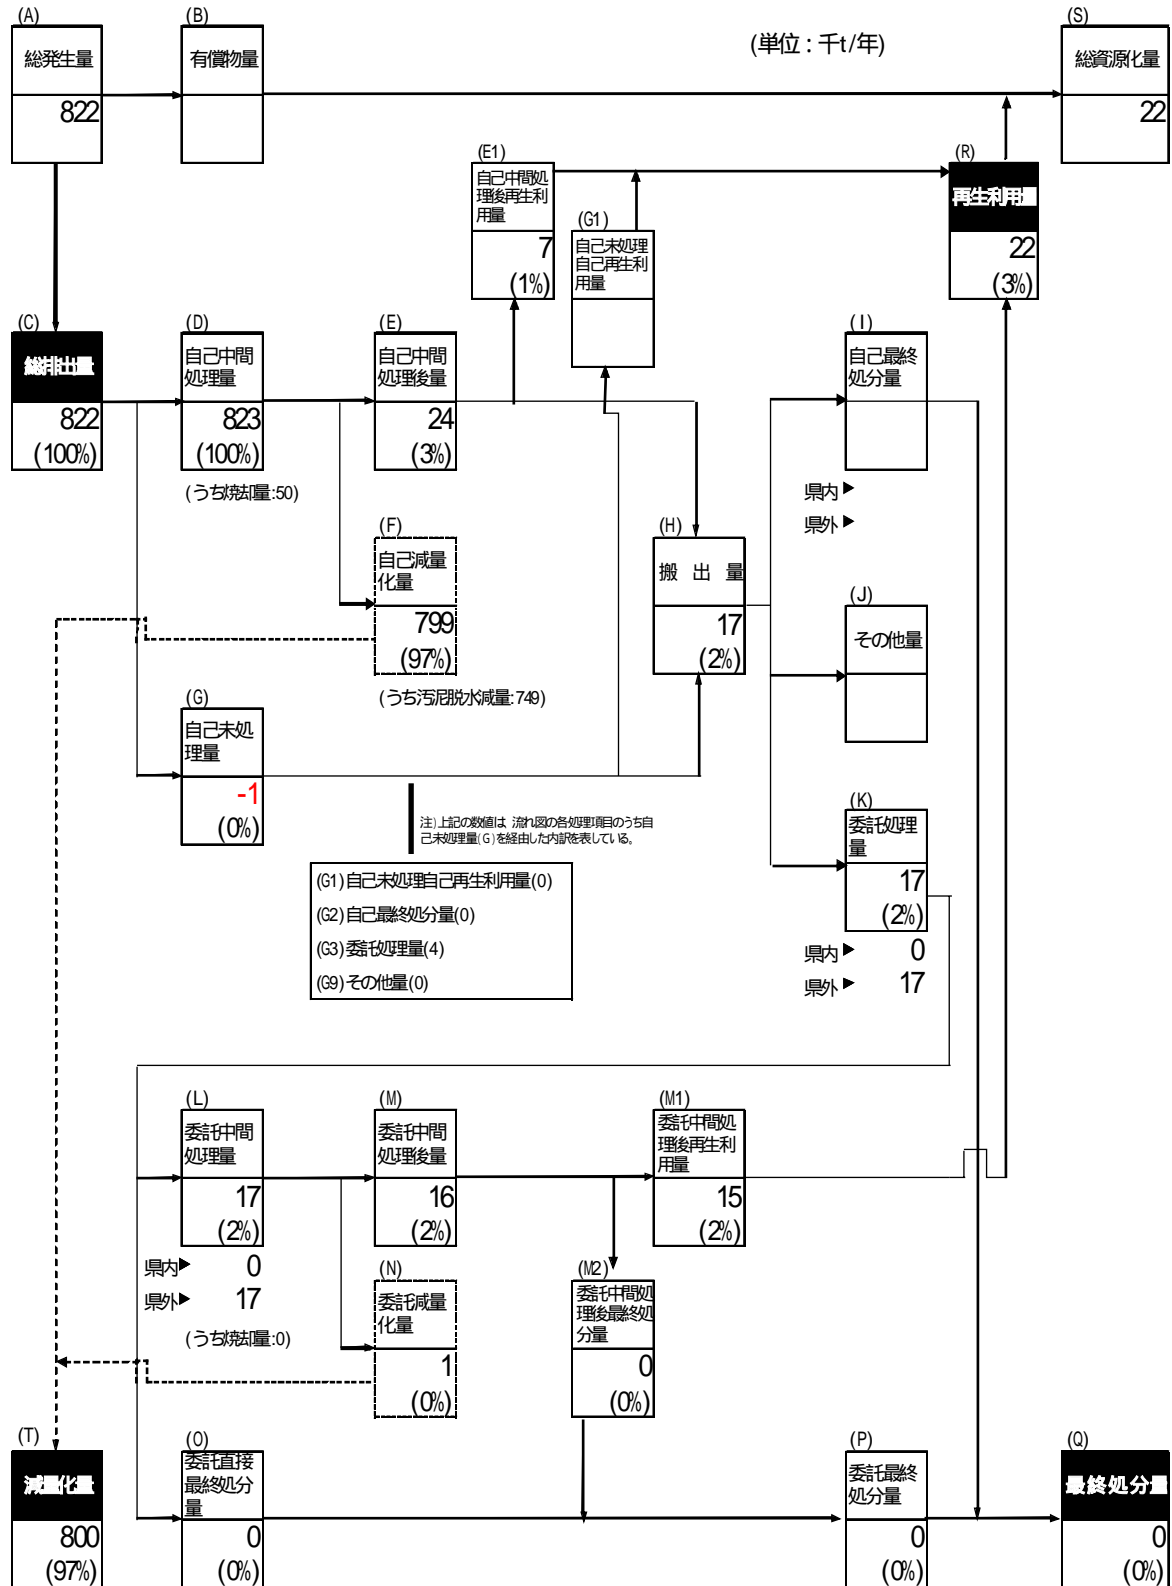 (A)
総発生量
822
(B)
有償物量
(単位：千t/年)
(S)
総資源化量
22
(E1)
自己中間処
理後再生利
用量
7
(1%)
(G1)
自己未処理
自己再生利
用量
(R)
再生利用量
22
(3%)
(C)
総排出量
822
(100%)
(D)
自己中間
処理量
823
(100%)
(うち焼却量:50)
(E)
自己中間
処理後量
24
(3%)
(I)
自己最終
処分量
県内▶
県外▶
(F)
自己減量
化量
799
(97%)
(うち汚泥脱水減量:749)
(H)
搬 出 量
17
(2%)
(J)
その他量
(G)
自己未処
理量
-1
(0%)
注)上記の数値は 流れ図の各処理項目のうち自
己未処理量(G)を経由した内訳を表している。
(G1)自己未処理自己再生利用量(0)
(G2)自己最終処分量(0)
(G3)委託処理量(4)
(G9)その他量(0)
(K)
委託処理
量
17
(2%)
県内▶ 0
県外▶ 17
(L)
委託中間
処理量
17
(2%)
県内▶ 0
県外▶ 17
(うち焼却量:0)
(M)
委託中間
処理後量
16
(2%)
(M1)
委託中間処
理後再生利
用量
15
(2%)
(N)
委託減量
化量
1
(0%)
(M2)
委託中間処
理後最終処
分量
0
(0%)
(T)
減量化量
800
(97%)
(O)
委託直接
最終処分
量
0
(0%)
(P)
委託最終
処分量
0
(0%)
(Q)
最終処分量
0
(0%)